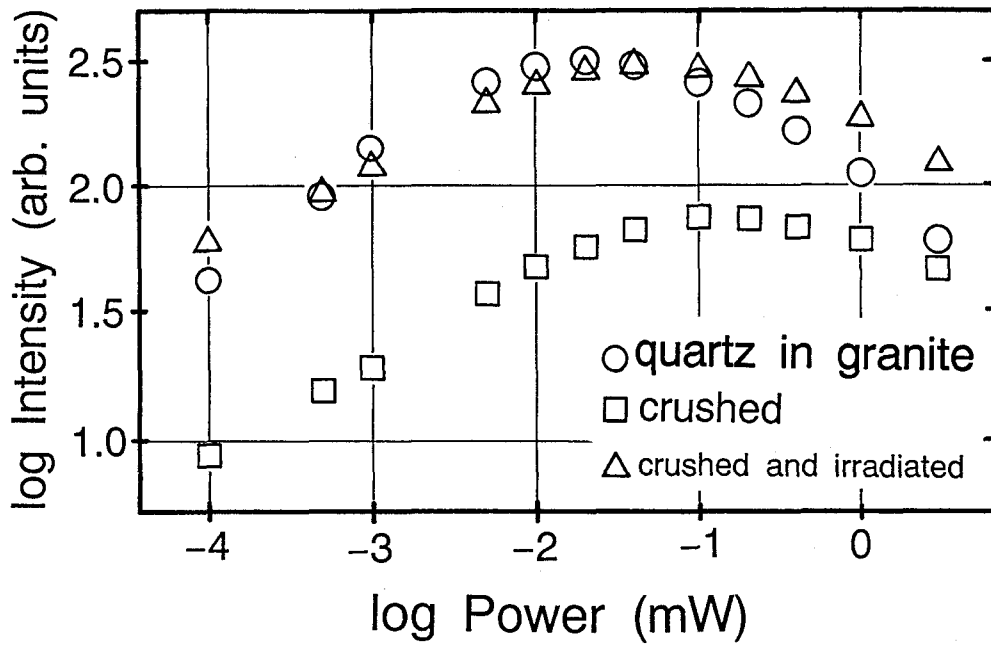 log Intensity (arb. units)
2.5
2.0
1.5
1.0
quartz in granite
crushed
crushed and irradiated
−4 −3 −2 −1 0
log Power (mW)